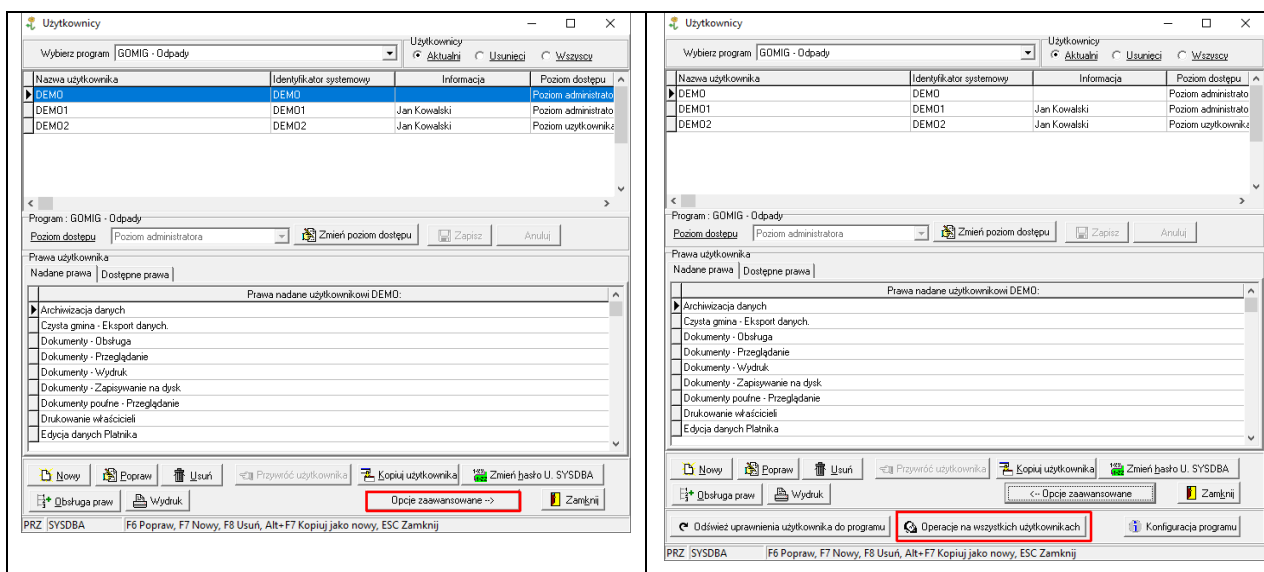 Użytkownicy
Użytkownicy
Wybierz program GOMIG - Odpady Aktualni Usunięci Wszyscy
Nazwa użytkownika Identyfikator systemowy Informacja Poziom dostępu
DEMO DEMO Poziom administrato
DEMO1 DEMO1 Jan Kowalski Poziom administrato
DEMO2 DEMO2 Jan Kowalski Poziom uzytkownika
Program : GOMIG - Odpady
Poziom dostępu Poziom administratora Zmień poziom dostępu Zapisz Anuluj
Prawa użytkownika
Nadane prawa Dostępne prawa
Prawa nadane użytkownikowi DEMO:
Archiwizacja danych
Czysta gmina - Eksport danych.
Dokumenty - Obsługa
Dokumenty - Przeglądanie
Dokumenty - Wydruk
Dokumenty - Zapisywanie na dysk
Dokumenty poufne - Przeglądanie
Drukowanie właścicieli
Edycja danych Płatnika
Nowy Popraw Usuń Przywróć użytkownika Kopiuj użytkownika Zmień hasło U. SYSDBA
Obsługa praw Wydruk Opcje zaawansowane --> Zamknij
PRZ SYSDBA F6 Popraw, F7 Nowy, F8 Usuń, Alt+F7 Kopiuj jako nowy, ESC Zamknij
Użytkownicy
Użytkownicy
Wybierz program GOMIG - Odpady Aktualni Usunięci Wszyscy
Nazwa użytkownika Identyfikator systemowy Informacja Poziom dostępu
DEMO DEMO Poziom administrato
DEMO1 DEMO1 Jan Kowalski Poziom administrato
DEMO2 DEMO2 Jan Kowalski Poziom uzytkownika
Program : GOMIG - Odpady
Poziom dostępu Poziom administratora Zmień poziom dostępu Zapisz Anuluj
Prawa użytkownika
Nadane prawa Dostępne prawa
Prawa nadane użytkownikowi DEMO:
Archiwizacja danych
Czysta gmina - Eksport danych.
Dokumenty - Obsługa
Dokumenty - Przeglądanie
Dokumenty - Wydruk
Dokumenty - Zapisywanie na dysk
Dokumenty poufne - Przeglądanie
Drukowanie właścicieli
Edycja danych Płatnika
Nowy Popraw Usuń Przywróć użytkownika Kopiuj użytkownika Zmień hasło U. SYSDBA
Obsługa praw Wydruk <-- Opcje zaawansowane Zamknij
Odśwież uprawnienia użytkownika do programu Operacje na wszystkich użytkownikach Konfiguracja programu
PRZ SYSDBA F6 Popraw, F7 Nowy, F8 Usuń, Alt+F7 Kopiuj jako nowy, ESC Zamknij